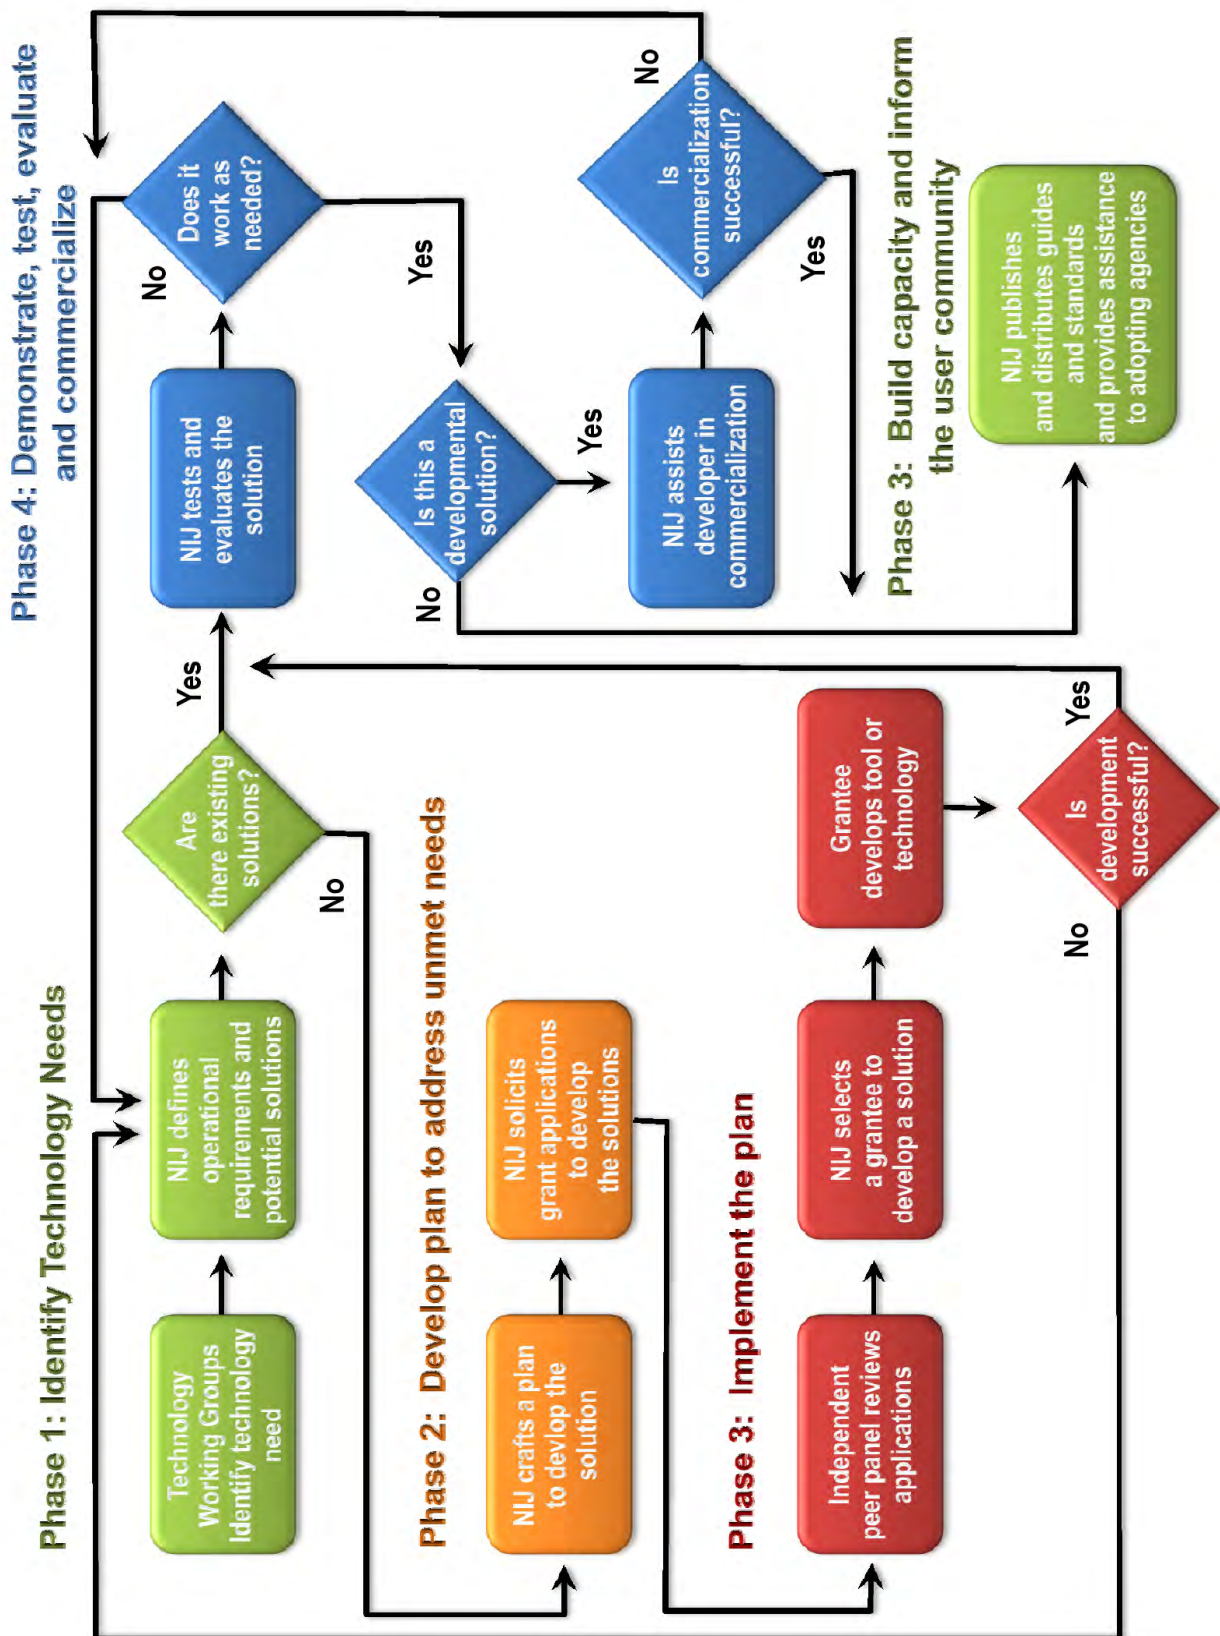 Phase 1: Identify Technology Needs
Technology
Working Groups
Identify technology
need
NIJ defines
operational
requirements and
potential solutions
Are
there existing
solutions?
Yes
No
Phase 4: Demonstrate, test, evaluate
and commercialize
NIJ tests and
evaluates the
solution
Does it
work as
needed?
No
Yes
Is this a
developmental
solution?
No
Yes
NIJ assists
developer in
commercialization
Is
commercialization
successful?
No
Yes
Phase 2: Develop plan to address unmet needs
NIJ crafts a plan
to devlop the
solution
NIJ solicits
grant applications
to develop
the solutions
Phase 3: Implement the plan
Independent
peer panel reviews
applications
NIJ selects
a grantee to
develop a solution
Grantee
develops tool or
technology
Is
development
successful?
No
Yes
Phase 3: Build capacity and inform
the user community
NIJ publishes
and distributes guides
and standards
and provides assistance
to adopting agencies